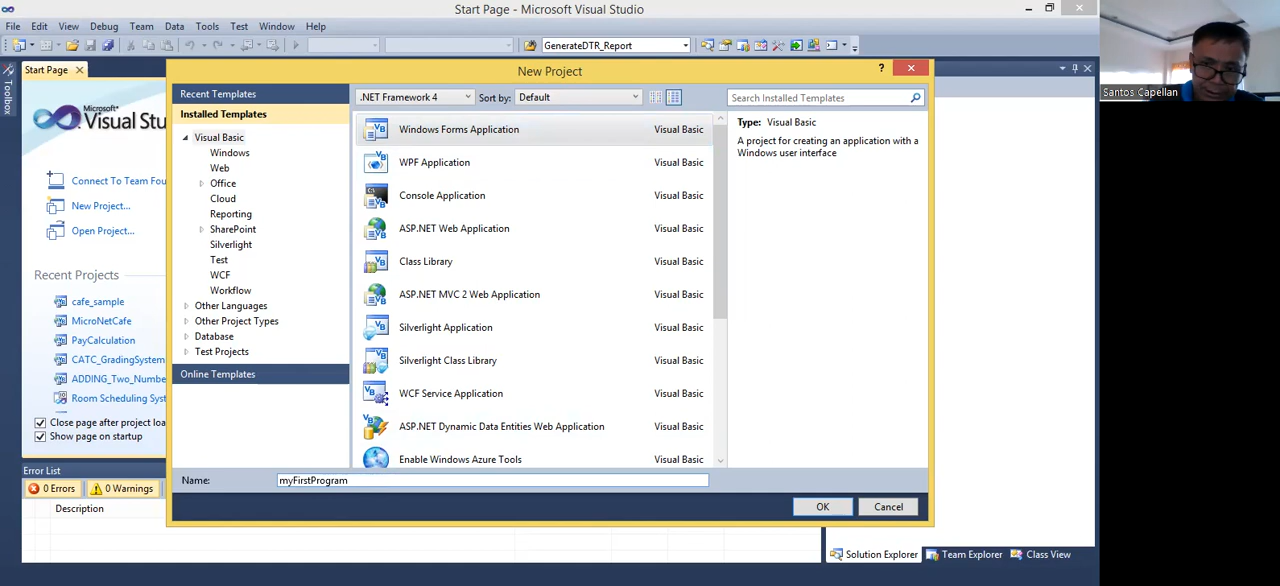 Start Page - Microsoft Visual Studio
File Edit View Debug Team Data Tools Test Window Help
GenerateDTR_Report
Start Page
Toolbox
Microsoft®
Visual Stu
Connect To Team Fou
New Project...
Open Project...
Recent Projects
cafe_sample
MicroNetCafe
PayCalculation
CATC_GradingSystem
ADDING_Two_Numbe
Room Scheduling Syst
Close page after project loa
Show page on startup
Error List
0 Errors
0 Warnings
Description
New Project
?
Recent Templates
Installed Templates
Visual Basic
Windows
Web
Office
Cloud
Reporting
SharePoint
Silverlight
Test
WCF
Workflow
Other Languages
Other Project Types
Database
Test Projects
Online Templates
.NET Framework 4
Sort by: Default
Search Installed Templates
Windows Forms Application Visual Basic
WPF Application Visual Basic
Console Application Visual Basic
ASP.NET Web Application Visual Basic
Class Library Visual Basic
ASP.NET MVC 2 Web Application Visual Basic
Silverlight Application Visual Basic
Silverlight Class Library Visual Basic
WCF Service Application Visual Basic
ASP.NET Dynamic Data Entities Web Application Visual Basic
Enable Windows Azure Tools Visual Basic
Type: Visual Basic
A project for creating an application with a
Windows user interface
Name: myFirstProgram
OK Cancel
Solution Explorer Team Explorer Class View
Santos Capellan